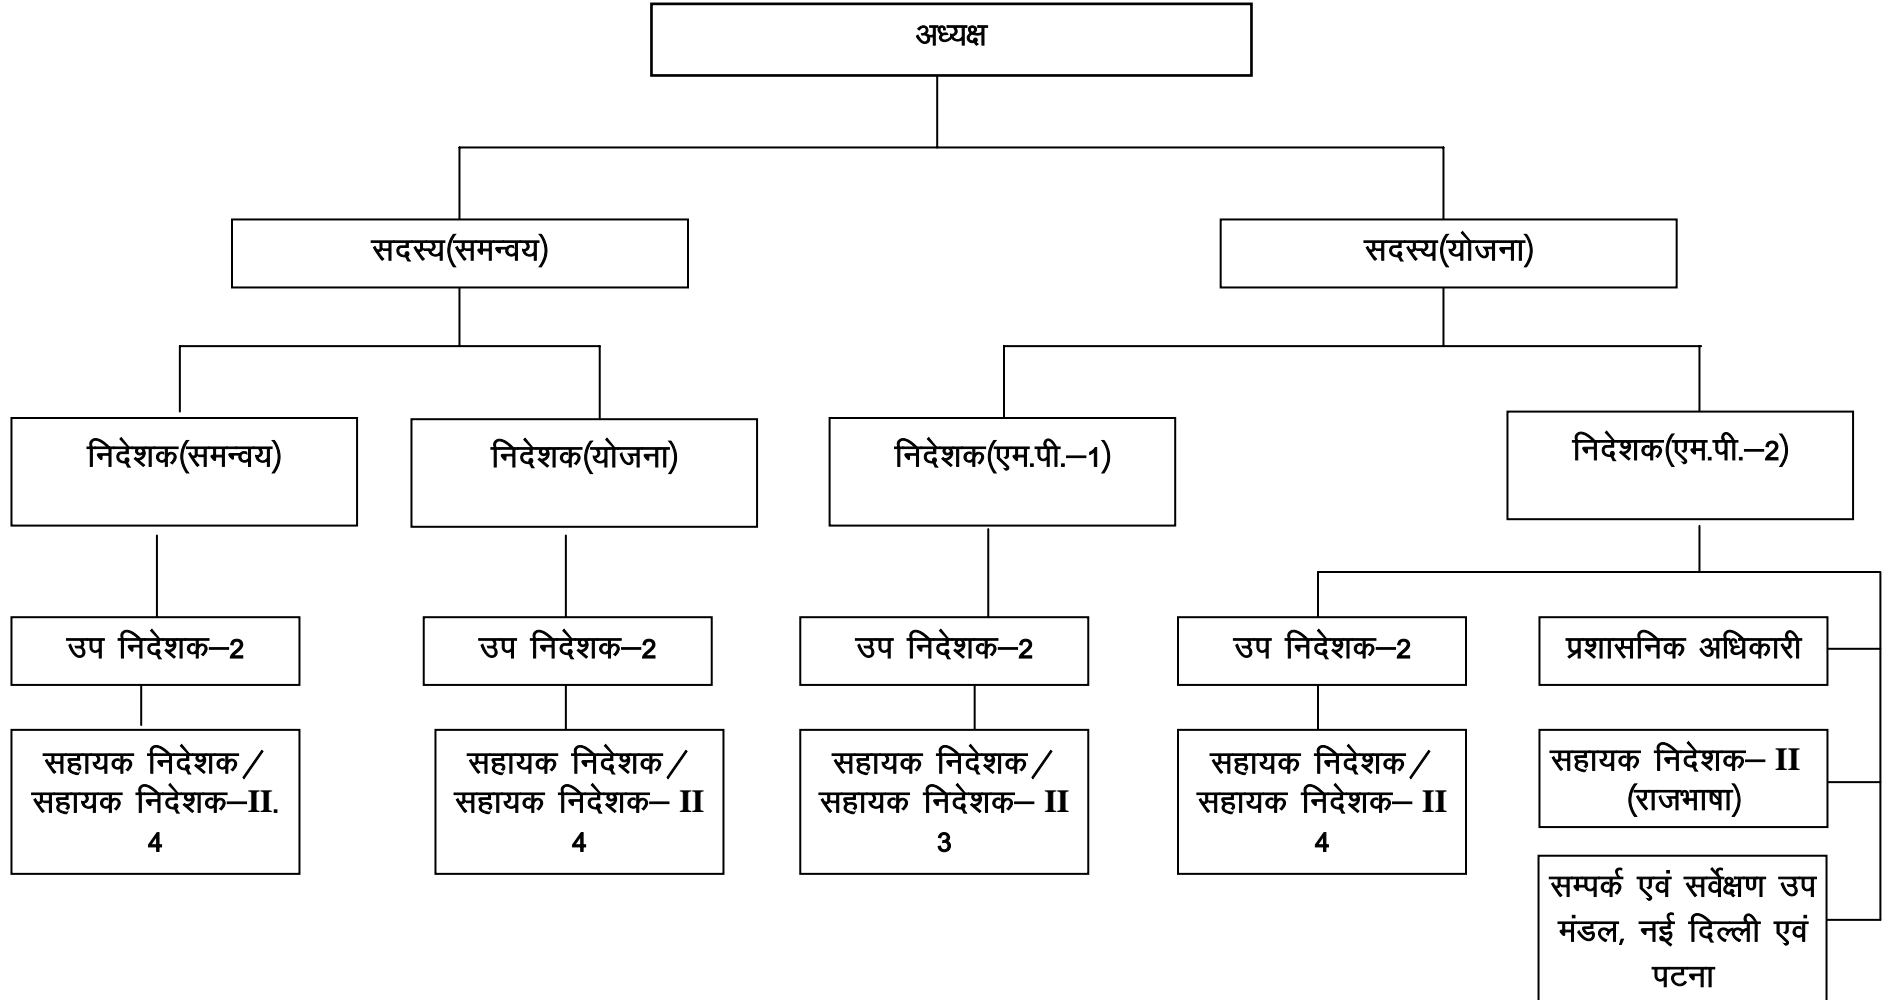 अध्यक्ष
सदस्य(समन्वय)
सदस्य(योजना)
निदेशक(समन्वय)
निदेशक(योजना)
निदेशक(एम.पी.–1)
निदेशक(एम.पी.–2)
उप निदेशक–2
उप निदेशक–2
उप निदेशक–2
उप निदेशक–2
प्रशासनिक अधिकारी
सहायक निदेशक/
सहायक निदेशक–II.
4
सहायक निदेशक/
सहायक निदेशक– II
4
सहायक निदेशक/
सहायक निदेशक– II
3
सहायक निदेशक/
सहायक निदेशक– II
4
सहायक निदेशक– II
(राजभाषा)
सम्पर्क एवं सर्वेक्षण उप
मंडल, नई दिल्ली एवं
पटना